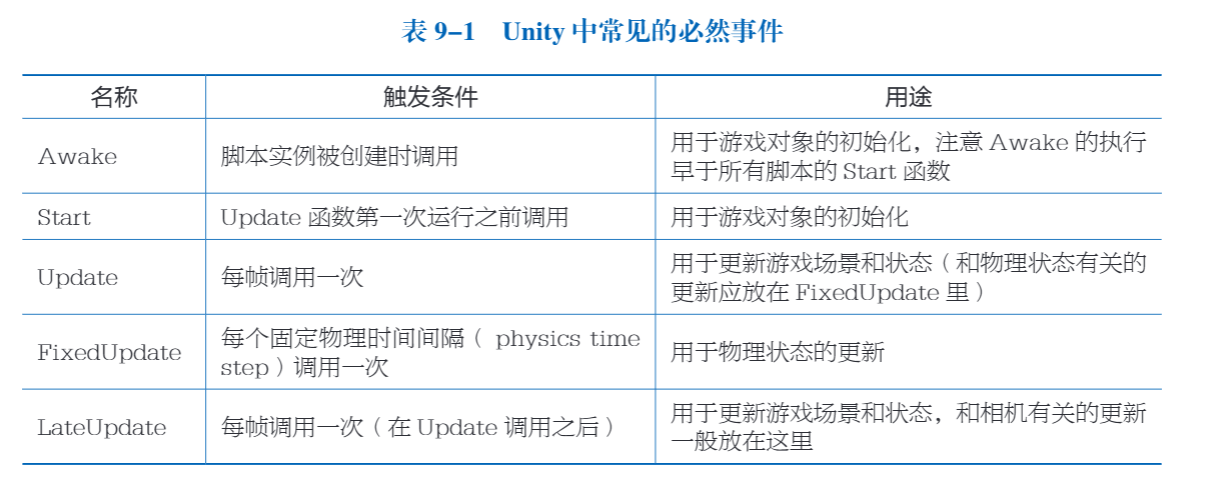 表 9–1 Unity 中常见的必然事件
名称 触发条件 用途
Awake 脚本实例被创建时调用 用于游戏对象的初始化，注意 Awake 的执行
早于所有脚本的 Start 函数
Start Update 函数第一次运行之前调用 用于游戏对象的初始化
Update 每帧调用一次 用于更新游戏场景和状态（和物理状态有关的
更新应放在 FixedUpdate 里）
FixedUpdate 每个固定物理时间间隔（ physics time
step）调用一次 用于物理状态的更新
LateUpdate 每帧调用一次（在 Update 调用之后） 用于更新游戏场景和状态，和相机有关的更新
一般放在这里